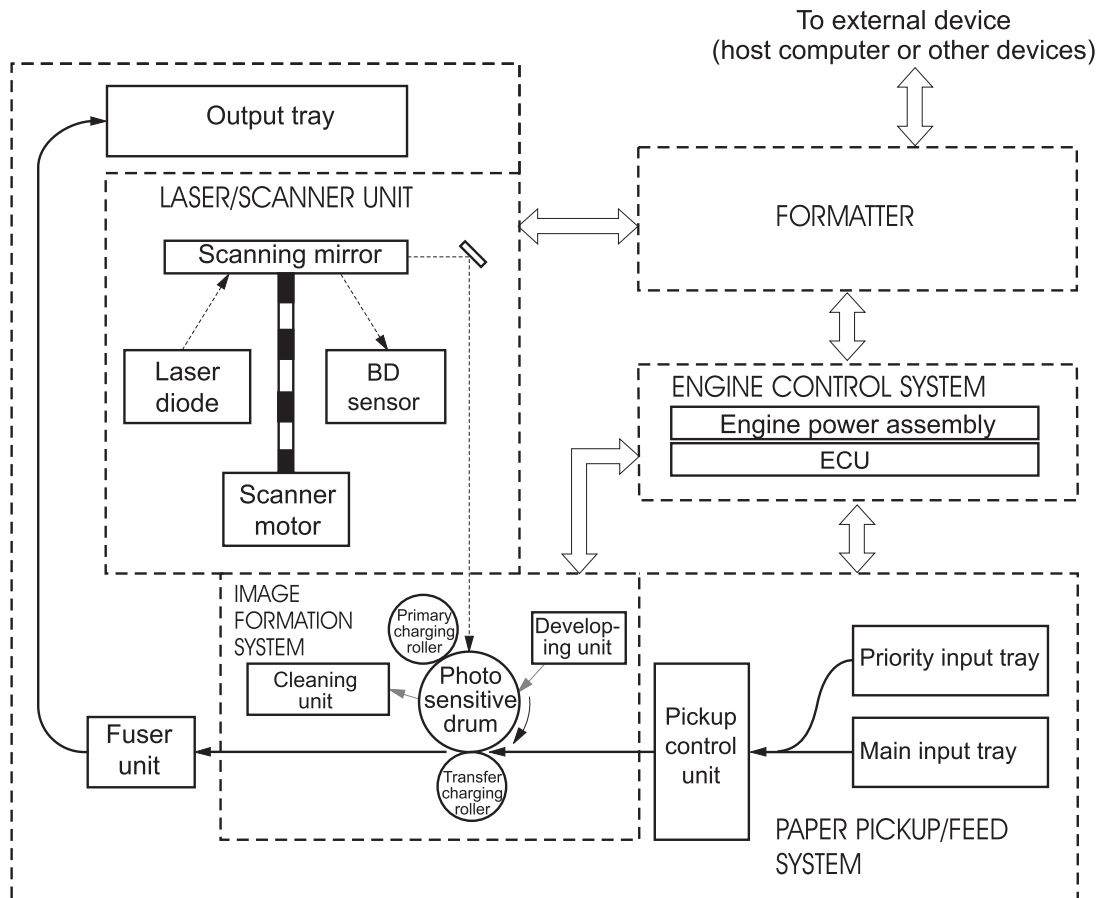 To external device
(host computer or other devices)
Output tray
LASER/SCANNER UNIT
Scanning mirror
Laser
diode
BD
sensor
Scanner
motor
FORMATTER
ENGINE CONTROL SYSTEM
Engine power assembly
ECU
IMAGE
FORMATION
SYSTEM
Primary
charging
roller
Develop-
ing unit
Cleaning
unit
Photo
sensitive
drum
Transfer
charging
roller
Fuser
unit
Pickup
control
unit
Priority input tray
Main input tray
PAPER PICKUP/FEED
SYSTEM